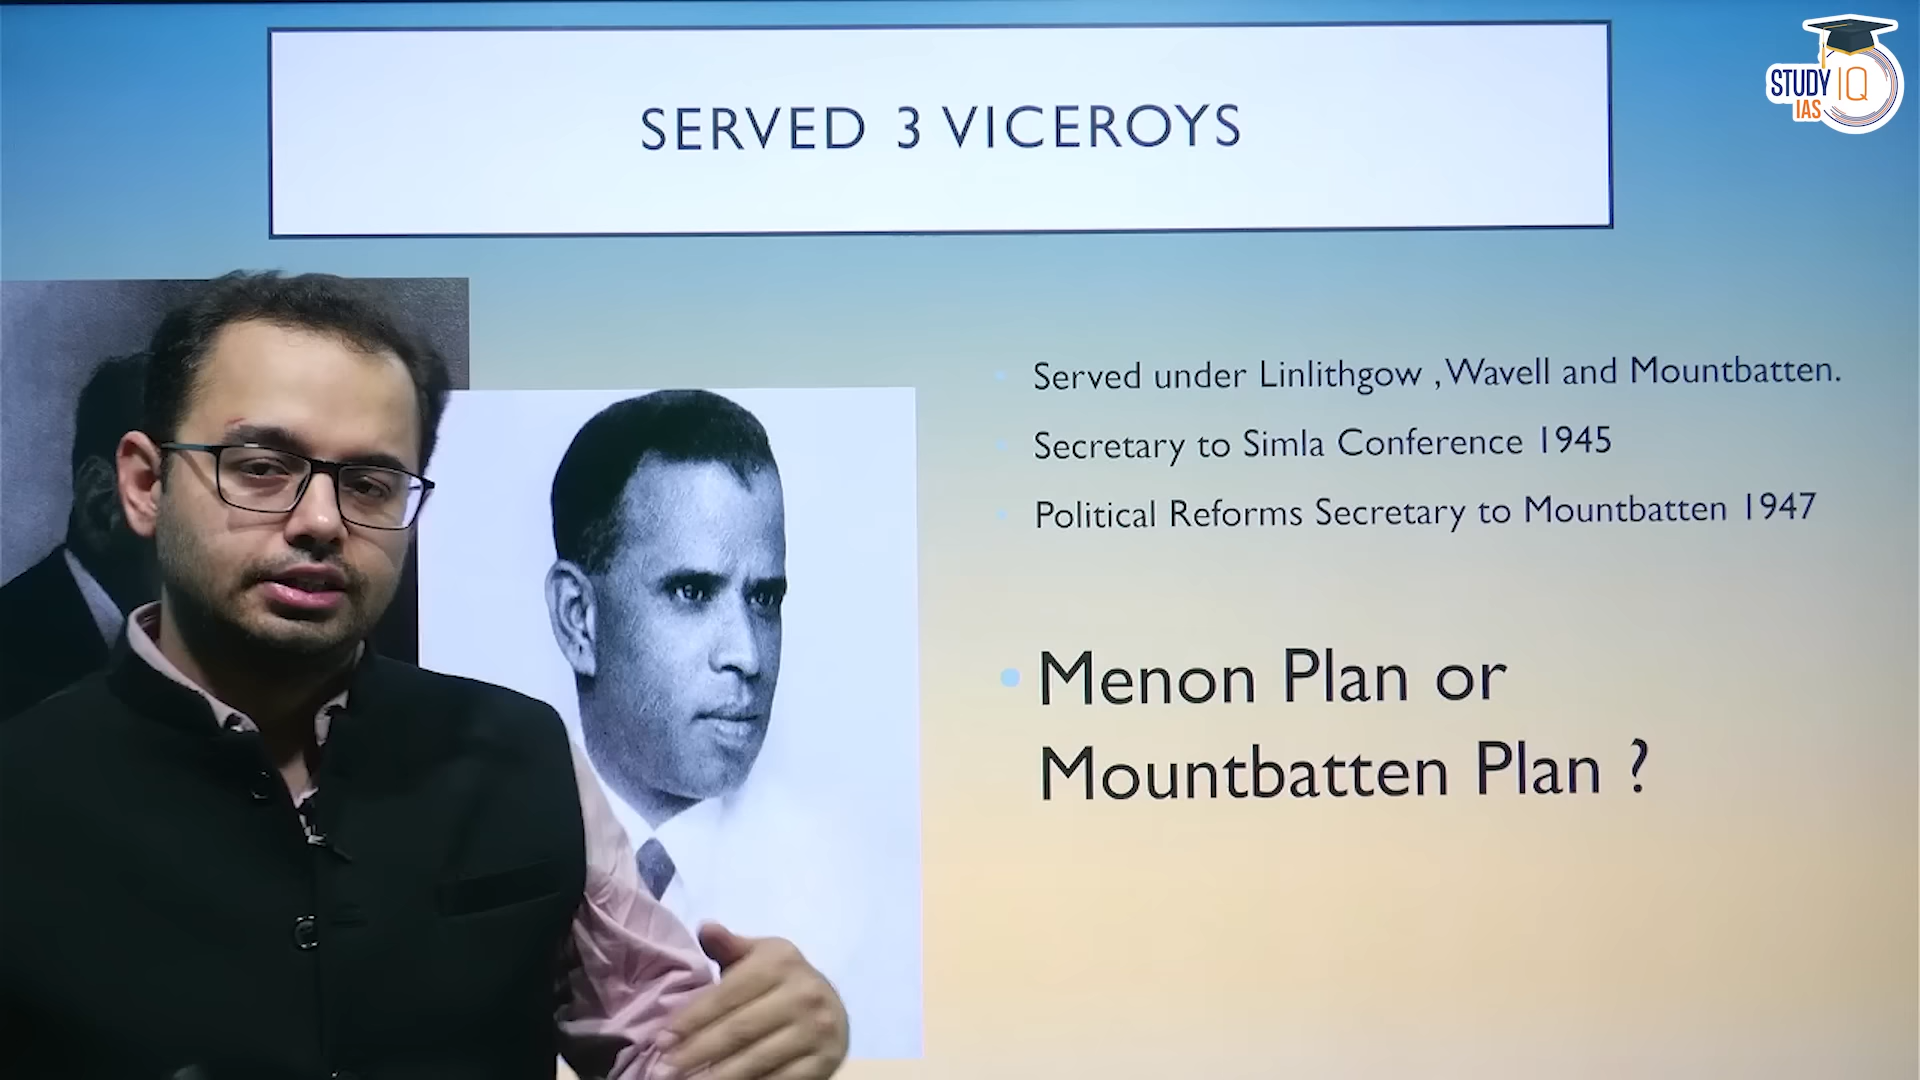 SERVED 3 VICEROYS
STUDY IQ
IAS
Served under Linlithgow ,Wavell and Mountbatten.
Secretary to Simla Conference 1945
Political Reforms Secretary to Mountbatten 1947
• Menon Plan or
Mountbatten Plan ?